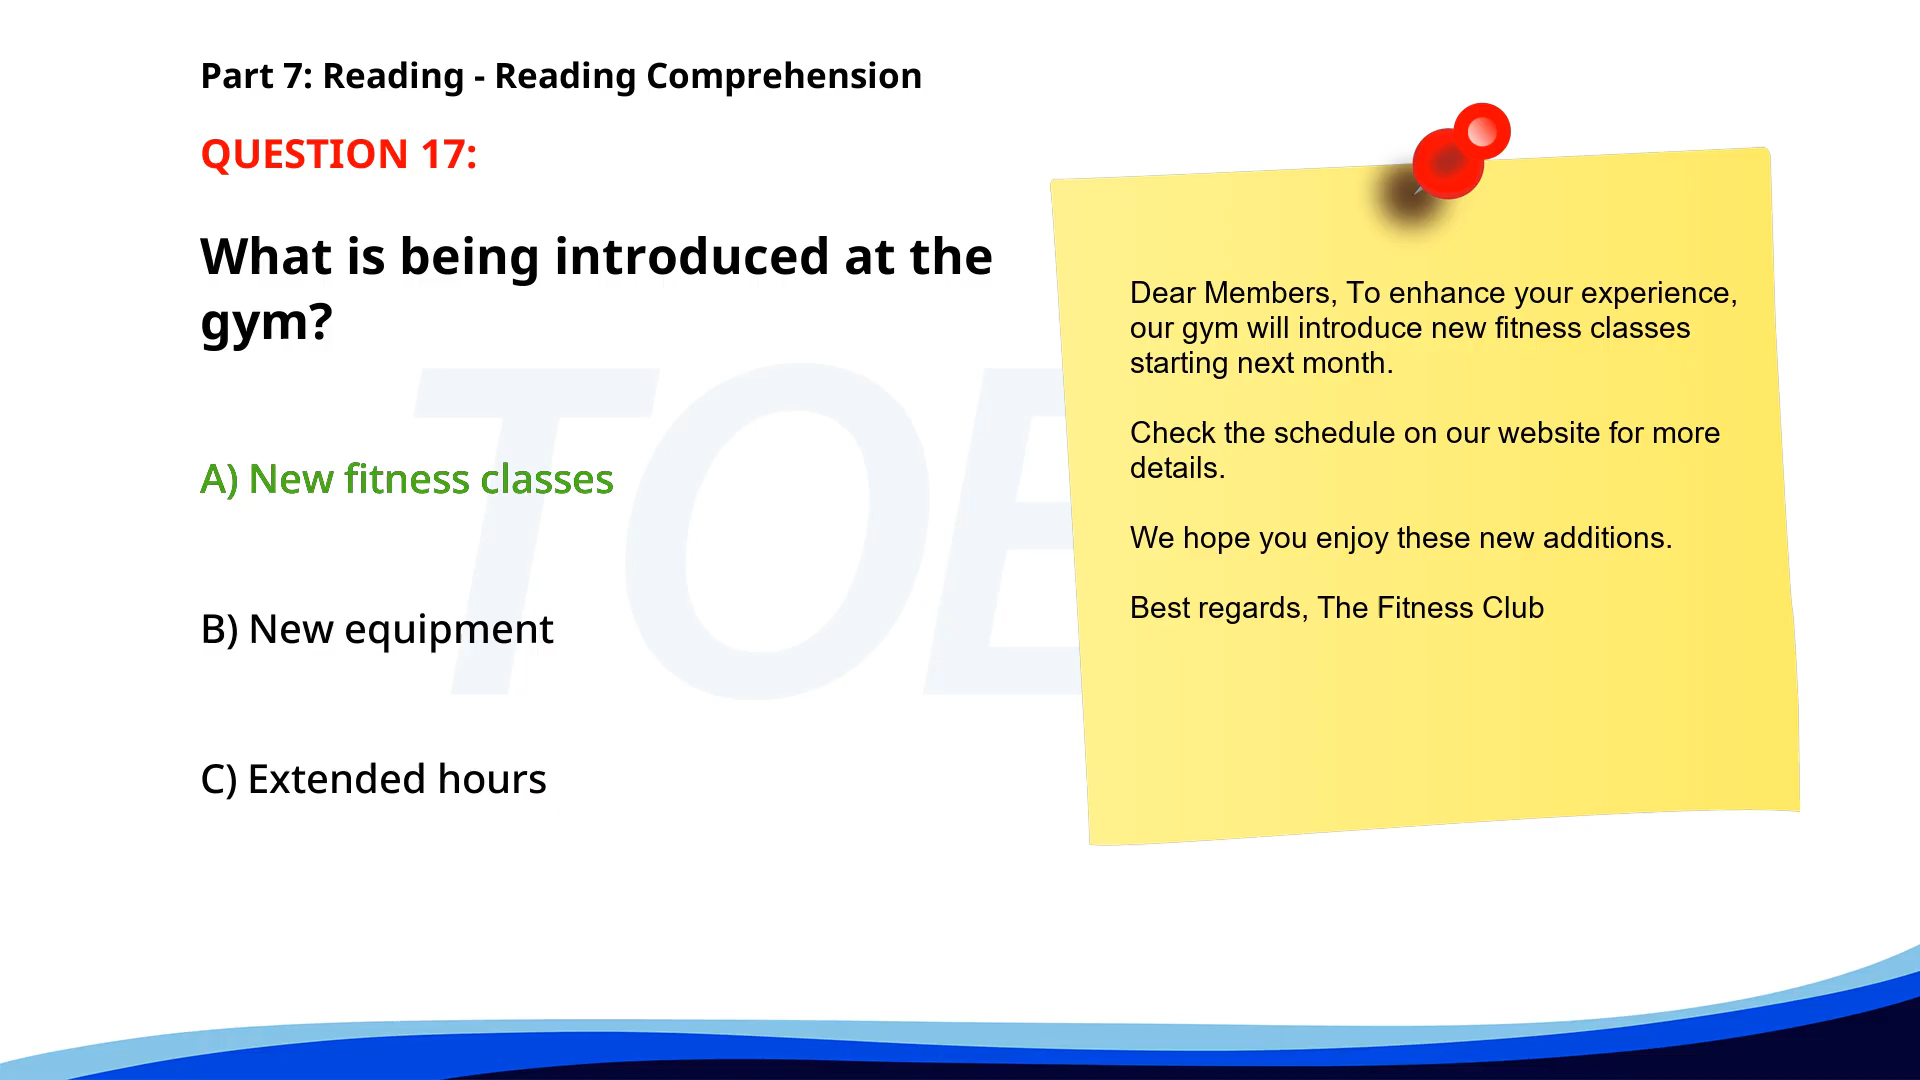 Part 7: Reading - Reading Comprehension
QUESTION 17:
What is being introduced at the
gym?
A) New fitness classes
B) New equipment
C) Extended hours
Dear Members, To enhance your experience,
our gym will introduce new fitness classes
starting next month.
Check the schedule on our website for more
details.
We hope you enjoy these new additions.
Best regards, The Fitness Club